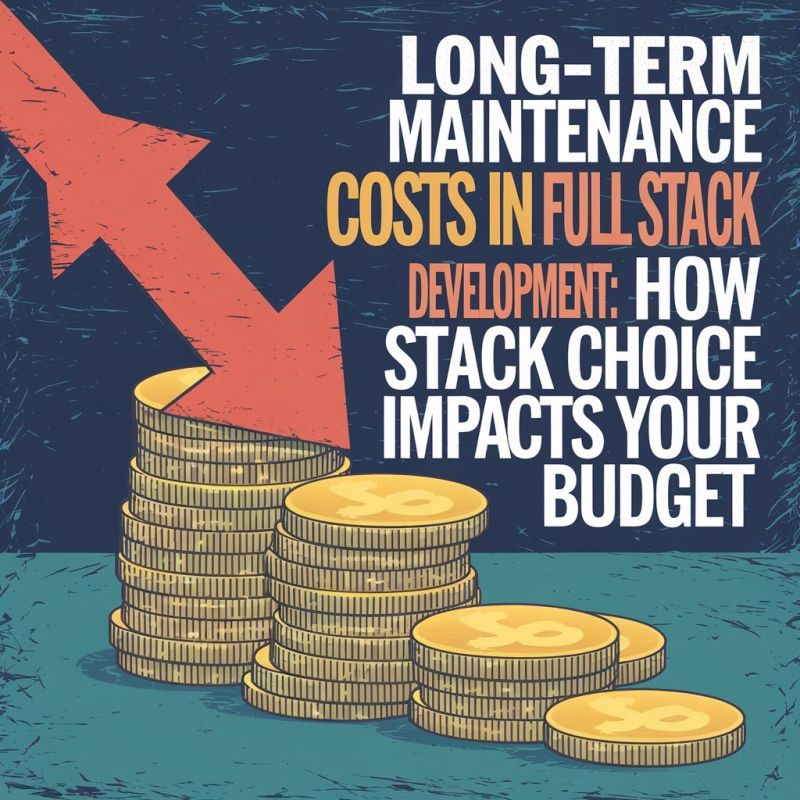 LONG-TERM
MAINTENANCE
COSTS IN FULL STACK
DEVELOPMENT: HOW
STACK CHOICE
IMPACTS YOUR
BUDGET